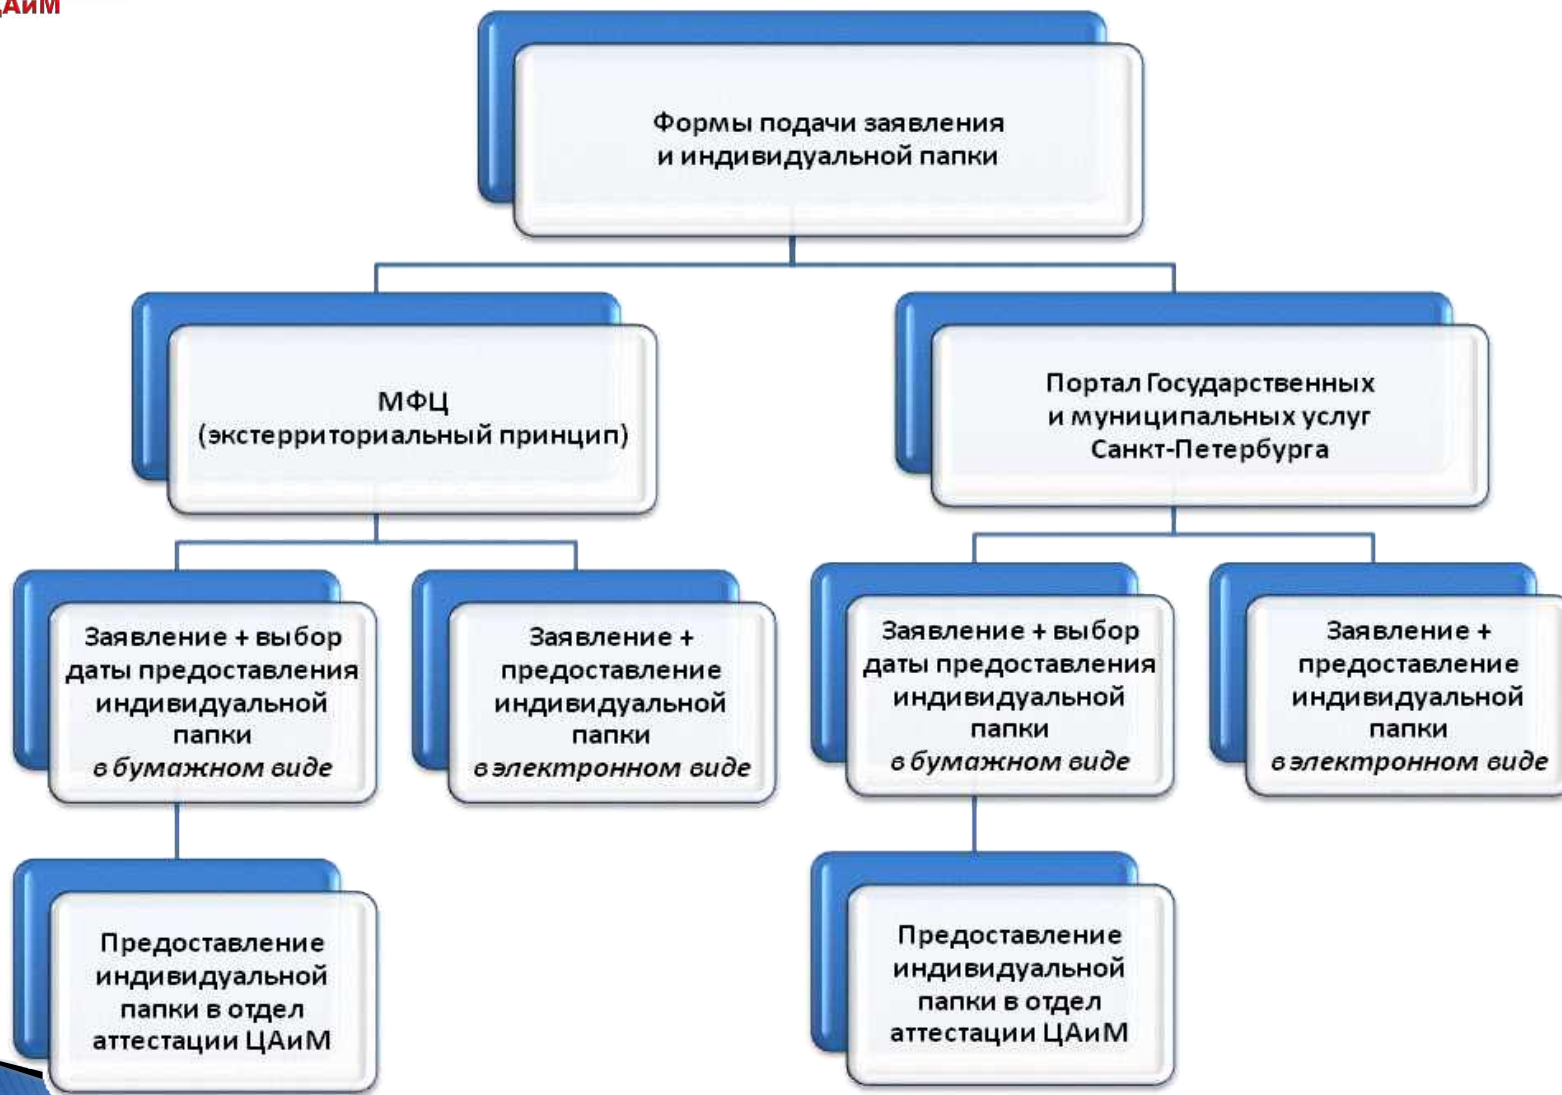 ЦАиМ
Формы подачи заявления
и индивидуальной папки
МФЦ
(экстерриториальный принцип)
Портал Государственных
и муниципальных услуг
Санкт-Петербурга
Заявление + выбор
даты предоставления
индивидуальной
папки
в бумажном виде
Заявление +
предоставление
индивидуальной
папки
в электронном виде
Заявление + выбор
даты предоставления
индивидуальной
папки
в бумажном виде
Заявление +
предоставление
индивидуальной
папки
в электронном виде
Предоставление
индивидуальной
папки в отдел
аттестации ЦАиМ
Предоставление
индивидуальной
папки в отдел
аттестации ЦАиМ